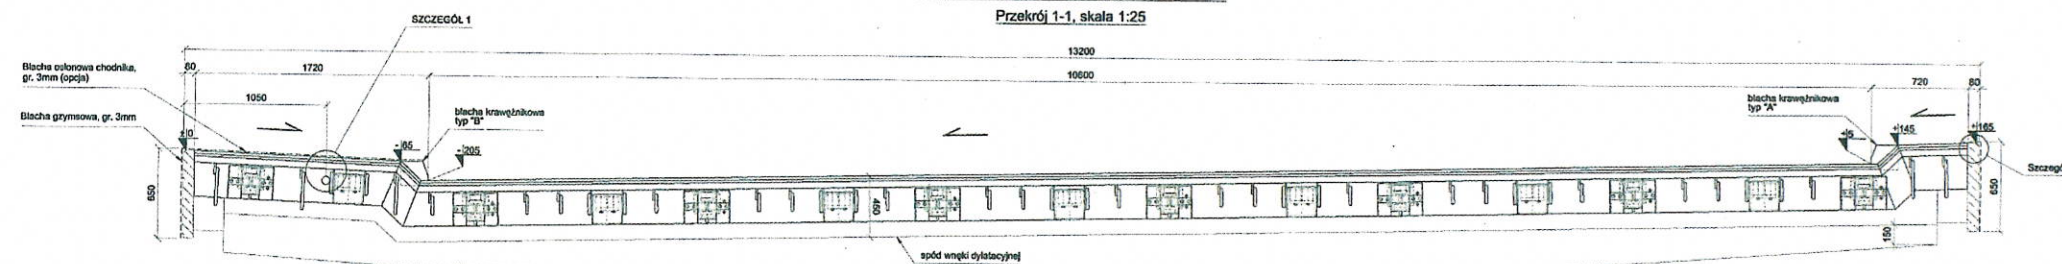 Przekrój 1-1, skala 1:25
SZCZEGÓŁ 1
13200
Blacha osłonowa chodnika,
gr. 3mm (opcja)
80
1720
10600
720
80
1050
blacha krawężnikowa
typ "B"
blacha krawężnikowa
typ "A"
Blacha gzymsowa, gr. 3mm
±0
-65
-205
+5
+145
+165
Szczegó
650
450
150
650
spód wnęki dylatacyjnej